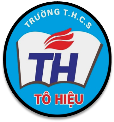 TRƯỜNG T.H.C.S
TH
TÔ HIỆU